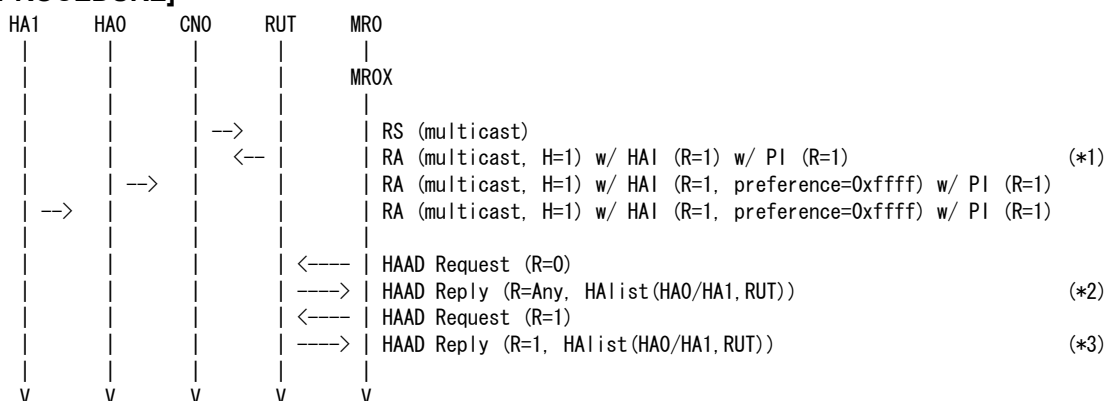 HA1 HA0 CN0 RUT MR0
| | | | |
| | | | MR0X
| | | | |
| | | --> | | RS (multicast)
| | | <-- | | RA (multicast, H=1) w/ HAI (R=1) w/ PI (R=1) (*1)
| | --> | | | RA (multicast, H=1) w/ HAI (R=1, preference=0xffff) w/ PI (R=1)
| --> | | | | RA (multicast, H=1) w/ HAI (R=1, preference=0xffff) w/ PI (R=1)
| | | | |
| | | | <---- | HAAD Request (R=0)
| | | | ----> | HAAD Reply (R=Any, HAlist(HA0/HA1,RUT)) (*2)
| | | | <---- | HAAD Request (R=1)
| | | | ----> | HAAD Reply (R=1, HAlist(HA0/HA1,RUT)) (*3)
| | | | |
V V V V V